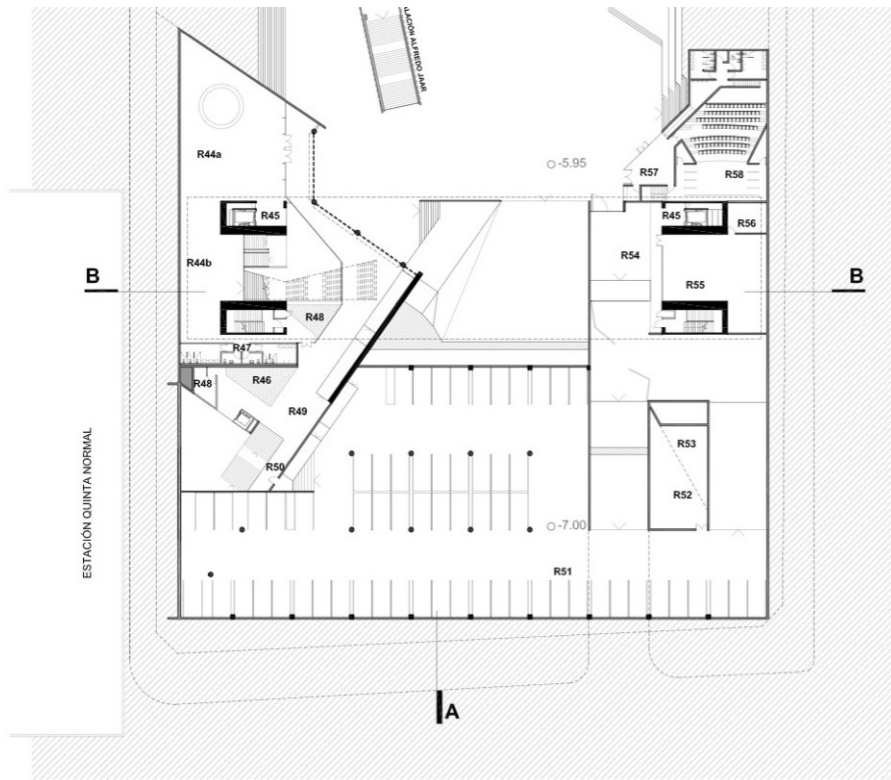 LACIÓN ALFREDO JAAR
R44a
-5.95
R57
R58
R45
R45
R56
R54
R44b
B
B
R55
R48
R47
R48
R46
R49
R53
R50
R52
ESTACIÓN QUINTA NORMAL
-7.00
R51
A